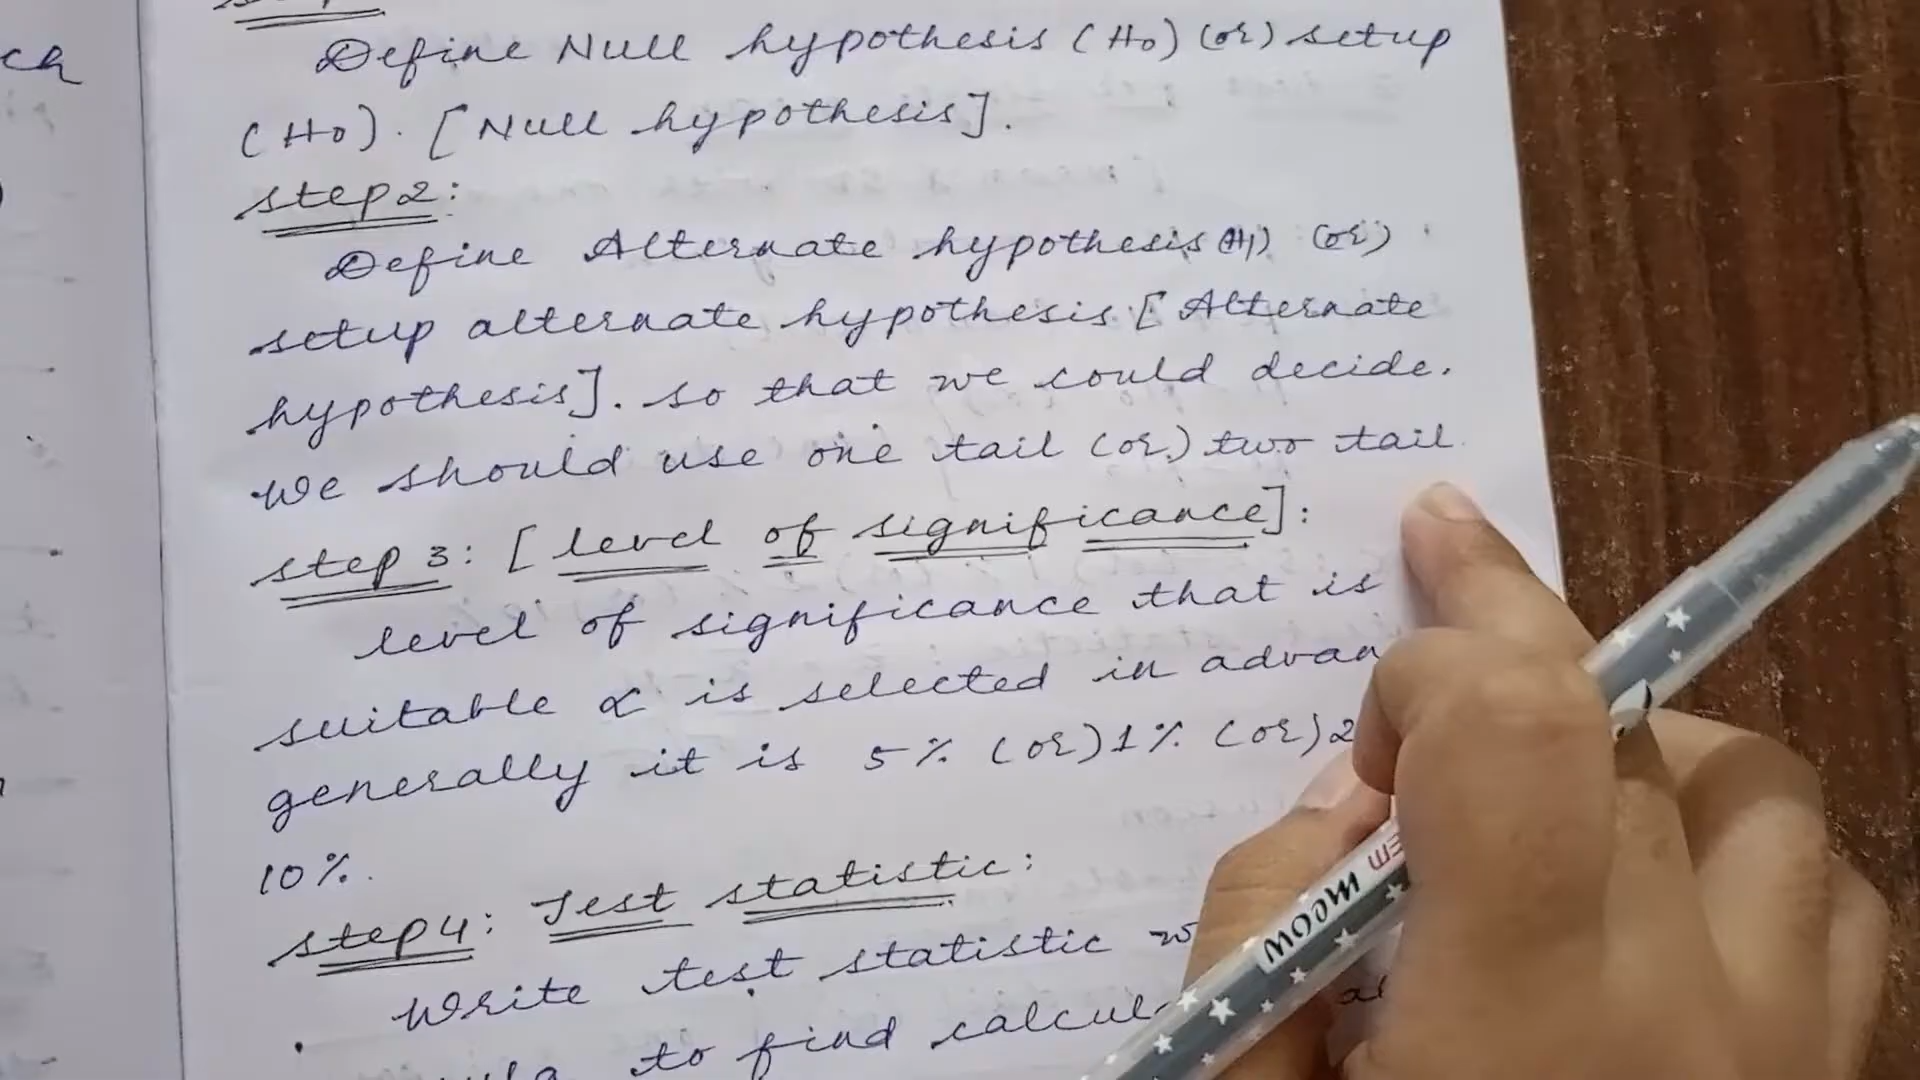 Define Null hypothesis (H0) (or) setup
(H0). [Null hypothesis].
step2:
Define Alternate hypothesis (H1) (or)
setup alternate hypothesis [Alternate
hypothesis]. so that we could decide.
we should use one tail (or) two tail
step 3: [level of significance]:
level of significance that is
suitable α is selected in advan
generally it is 5% (or) 1% (or) 2
10%.
step4: Test statistic:
Write test statistic w
to find calcul